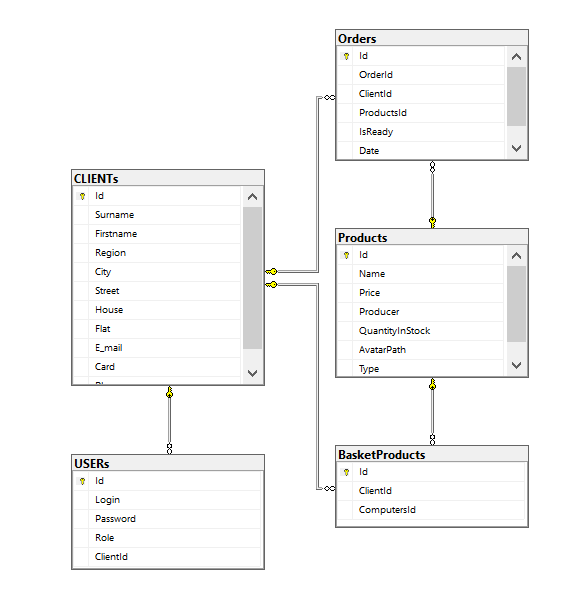 Orders
Id
OrderId
ClientId
ProductsId
IsReady
Date
CLIENTs
Id
Surname
Firstname
Region
City
Street
House
Flat
E_mail
Card
Products
Id
Name
Price
Producer
QuantityInStock
AvatarPath
Type
BasketProducts
Id
ClientId
ComputersId
USERs
Id
Login
Password
Role
ClientId